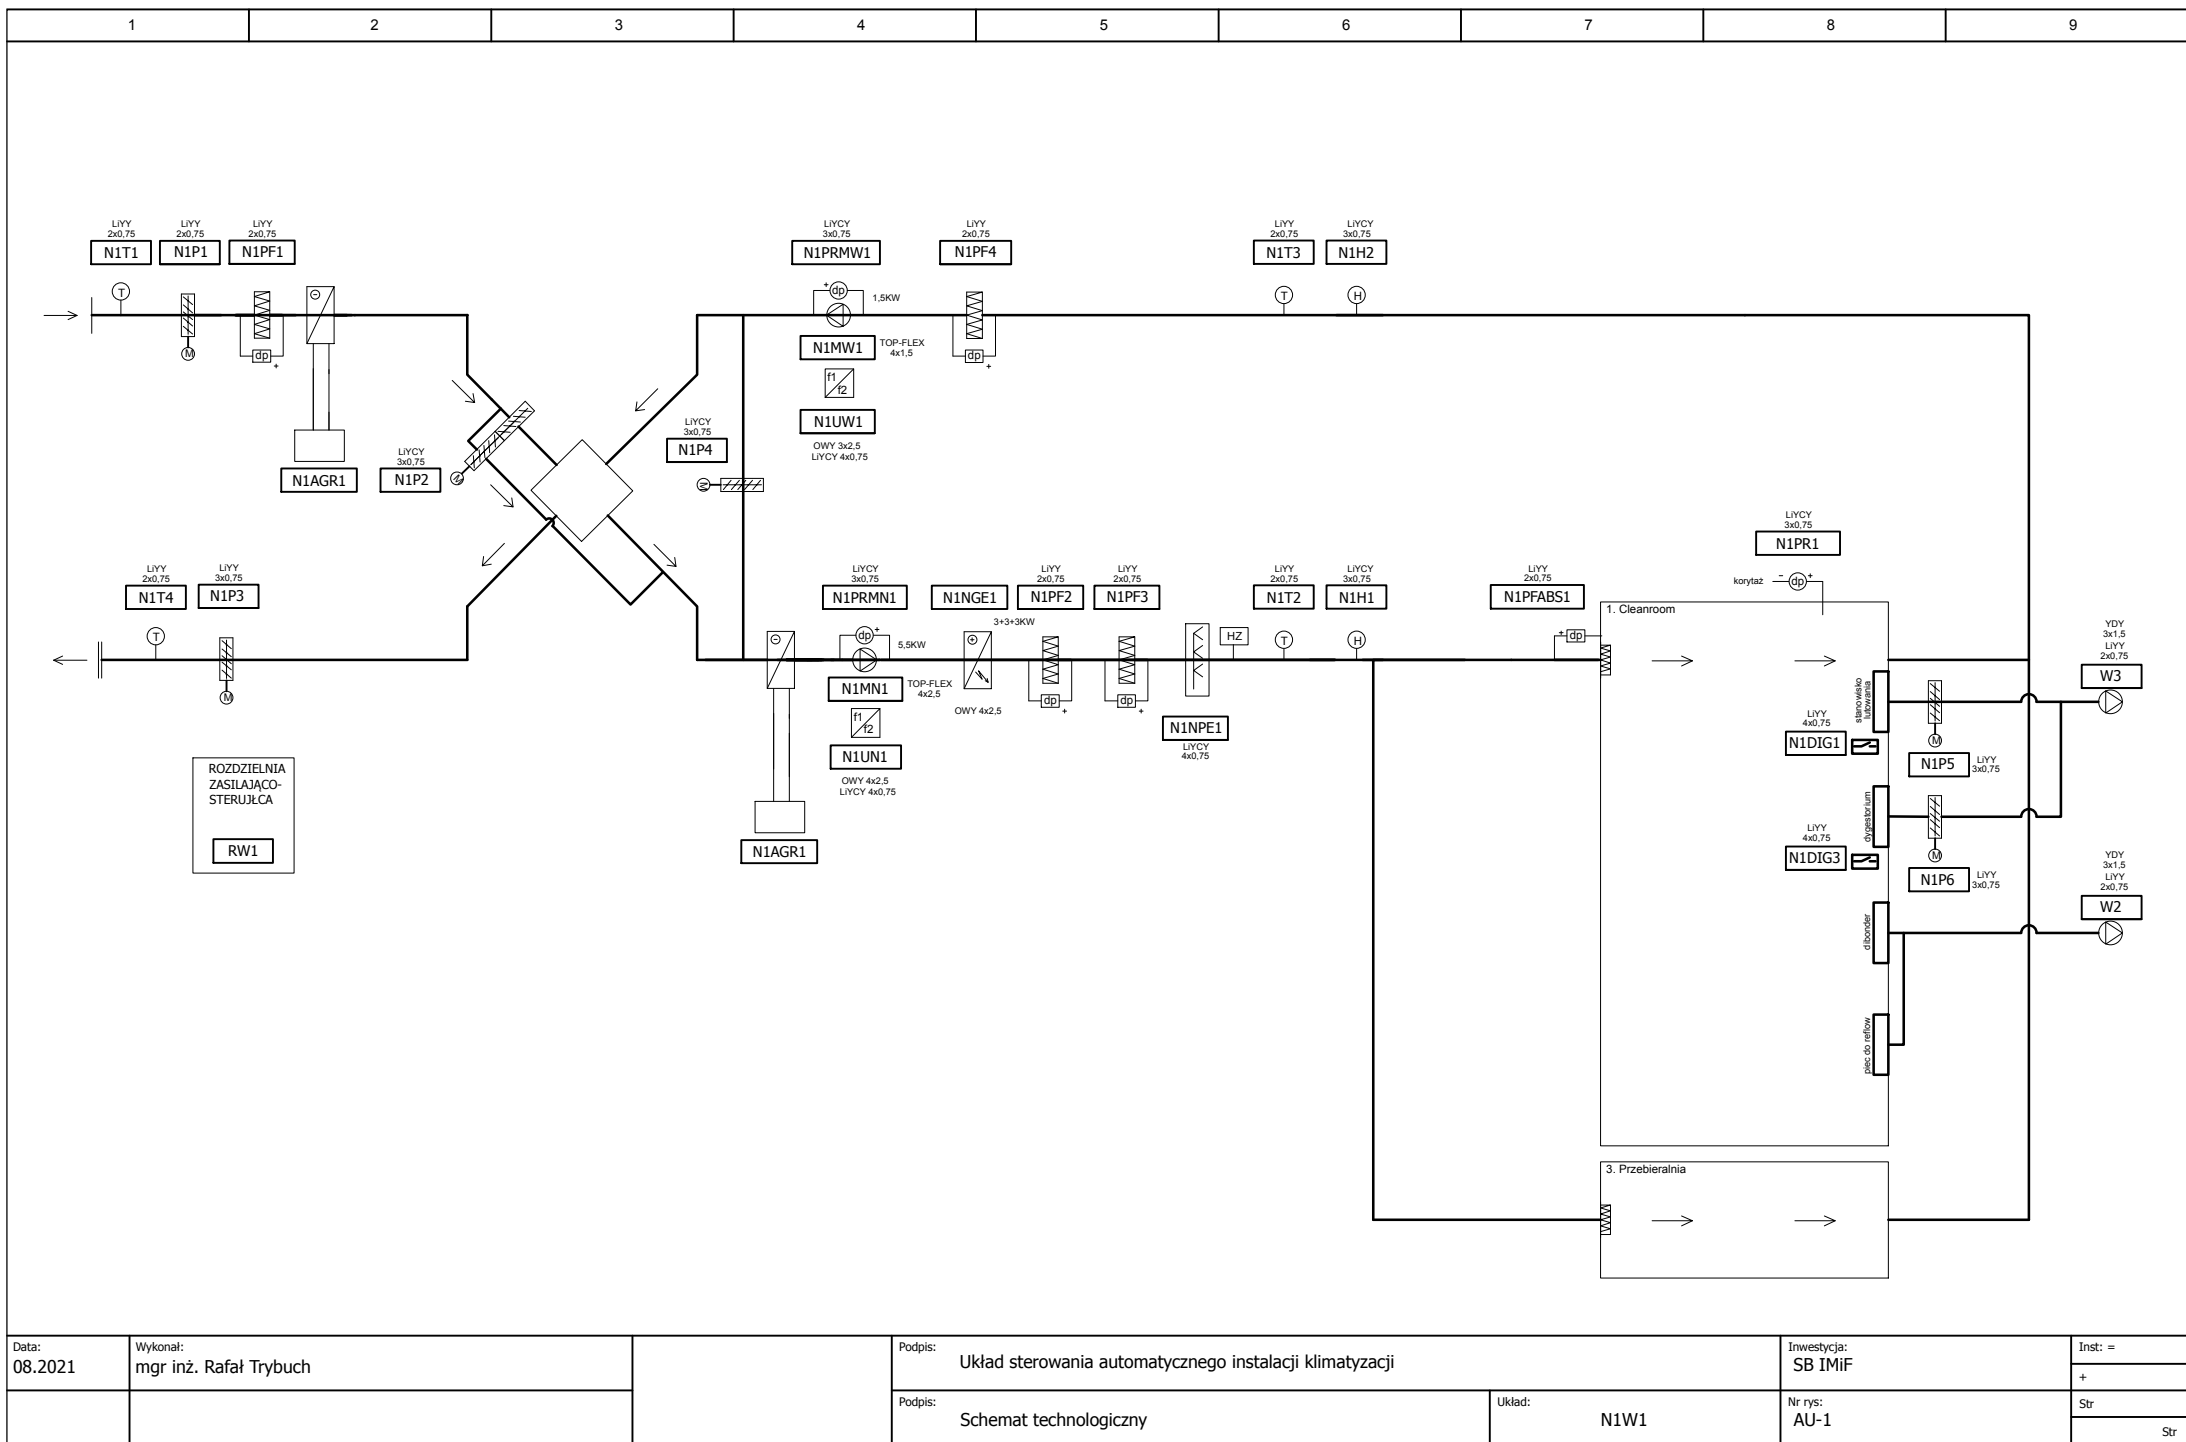 1 2 3 4 5 6 7 8 9
LiYY
2x0,75
N1T1
LiYY
2x0,75
N1P1
LiYY
2x0,75
N1PF1
LiYCY
3x0,75
N1PRMW1
LiYY
2x0,75
N1PF4
LiYY
2x0,75
N1T3
LiYCY
3x0,75
N1H2
T
M
dp
+
+
dp
1,5KW
N1MW1
TOP-FLEX
4x1,5
f1
f2
N1UW1
OWY 3x2,5
LiYCY 4x0,75
dp
+
T
H
N1AGR1
LiYCY
3x0,75
N1P2
M
LiYCY
3x0,75
N1P4
M
LiYCY
3x0,75
N1PR1
korytaż
-
dp
+
LiYY
2x0,75
N1T4
LiYY
3x0,75
N1P3
T
M
LiYCY
3x0,75
N1PRMN1
dp
+
5,5KW
N1MN1
TOP-FLEX
4x2,5
f1
f2
N1UN1
OWY 4x2,5
LiYCY 4x0,75
N1NGE1
3+3+3KW
OWY 4x2,5
LiYY
2x0,75
N1PF2
dp
+
LiYY
2x0,75
N1PF3
dp
+
N1NPE1
LiYCY
4x0,75
HZ
LiYY
2x0,75
N1T2
T
LiYCY
3x0,75
N1H1
H
LiYY
2x0,75
N1PFABS1
+
dp
1. Cleanroom
stanowisko
lutowania
LiYY
4x0,75
N1DIG1
M
N1P5
LiYY
3x0,75
YDY
3x1,5
LiYY
2x0,75
W3
dygestorium
LiYY
4x0,75
N1DIG3
M
N1P6
LiYY
3x0,75
YDY
3x1,5
LiYY
2x0,75
W2
dibonder
piec do reflow
N1AGR1
ROZDZIELNIA
ZASILAJĄCO-
STERUJŁCA
RW1
3. Przebieralnia
Data:
08.2021
Wykonał:
mgr inż. Rafał Trybuch
Podpis:
Układ sterowania automatycznego instalacji klimatyzacji
Inwestycja:
SB IMiF
Inst: =
+
Podpis:
Schemat technologiczny
Układ:
N1W1
Nr rys:
AU-1
Str
Str